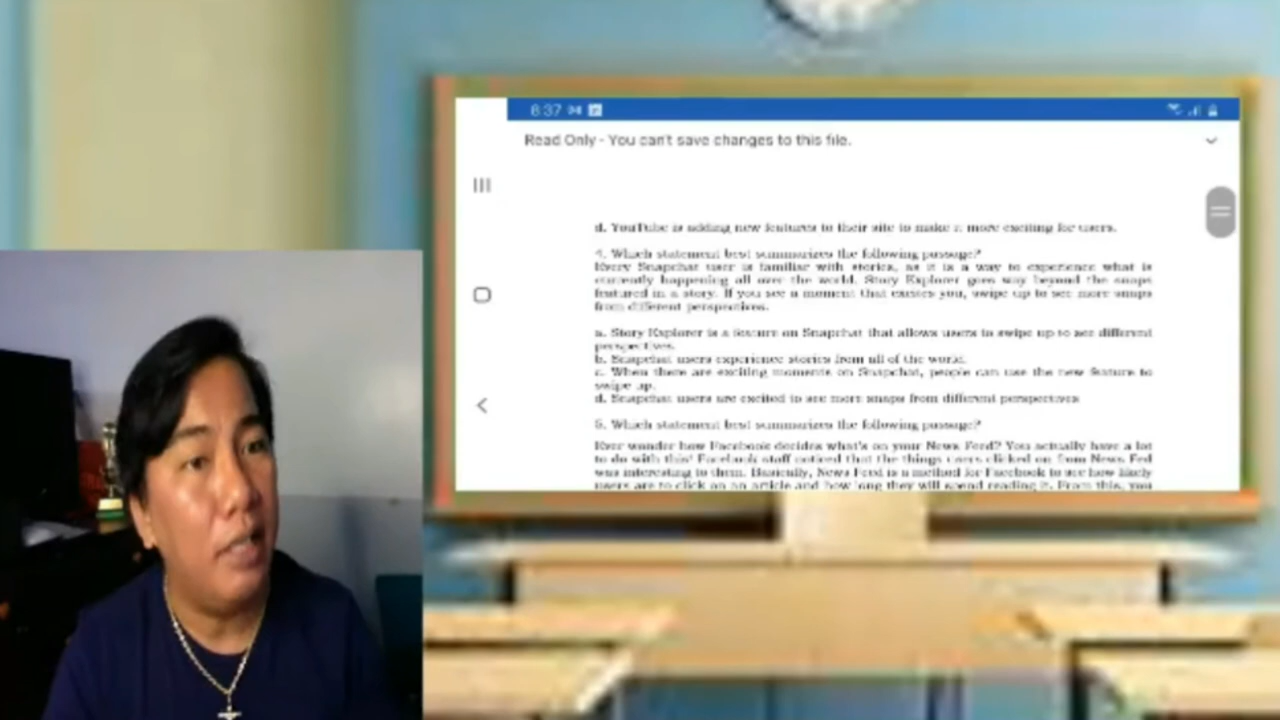 8:37
Read Only - You can't save changes to this file.
d. YouTube is adding new features to their site to make it more exciting for users.
4. Which statement best summarizes the following passage?
Every Snapchat user is familiar with stories, as it is a way to experience what is
currently happening all over the world. Story Explorer goes way beyond the snaps
featured in a story. If you see a moment that excites you, swipe up to see more snaps
from different perspectives.
a. Story Explorer is a feature on Snapchat that allows users to swipe up to see different
perspectives.
b. Snapchat users experience stories from all of the world.
c. When there are exciting moments on Snapchat, people can use the new feature to
swipe up.
d. Snapchat users are excited to see more snaps from different perspectives
5. Which statement best summarizes the following passage?
Ever wonder how Facebook decides what's on your News Feed? You actually have a lot
to do with this! Facebook staff noticed that the things users clicked on from News Fed
was interesting to them. Basically, News Feed is a method for Facebook to see how likely
users are to click on an article and how long they will spend reading it. From this, you